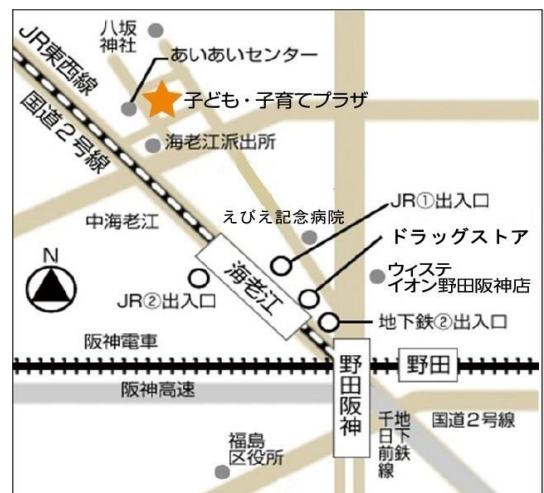 八坂
神社
あいあいセンター
JR東西線
国道2号線
子ども・子育てプラザ
海老江派出所
えびえ記念病院
JR①出入口
中海老江
ドラッグストア
N
海老江
ウィステ
イオン野田阪神店
JR②出入口
地下鉄②出入口
阪神電車
野田阪神
野田
阪神高速
国道2号線
地下鉄
千日前線
福島
区役所